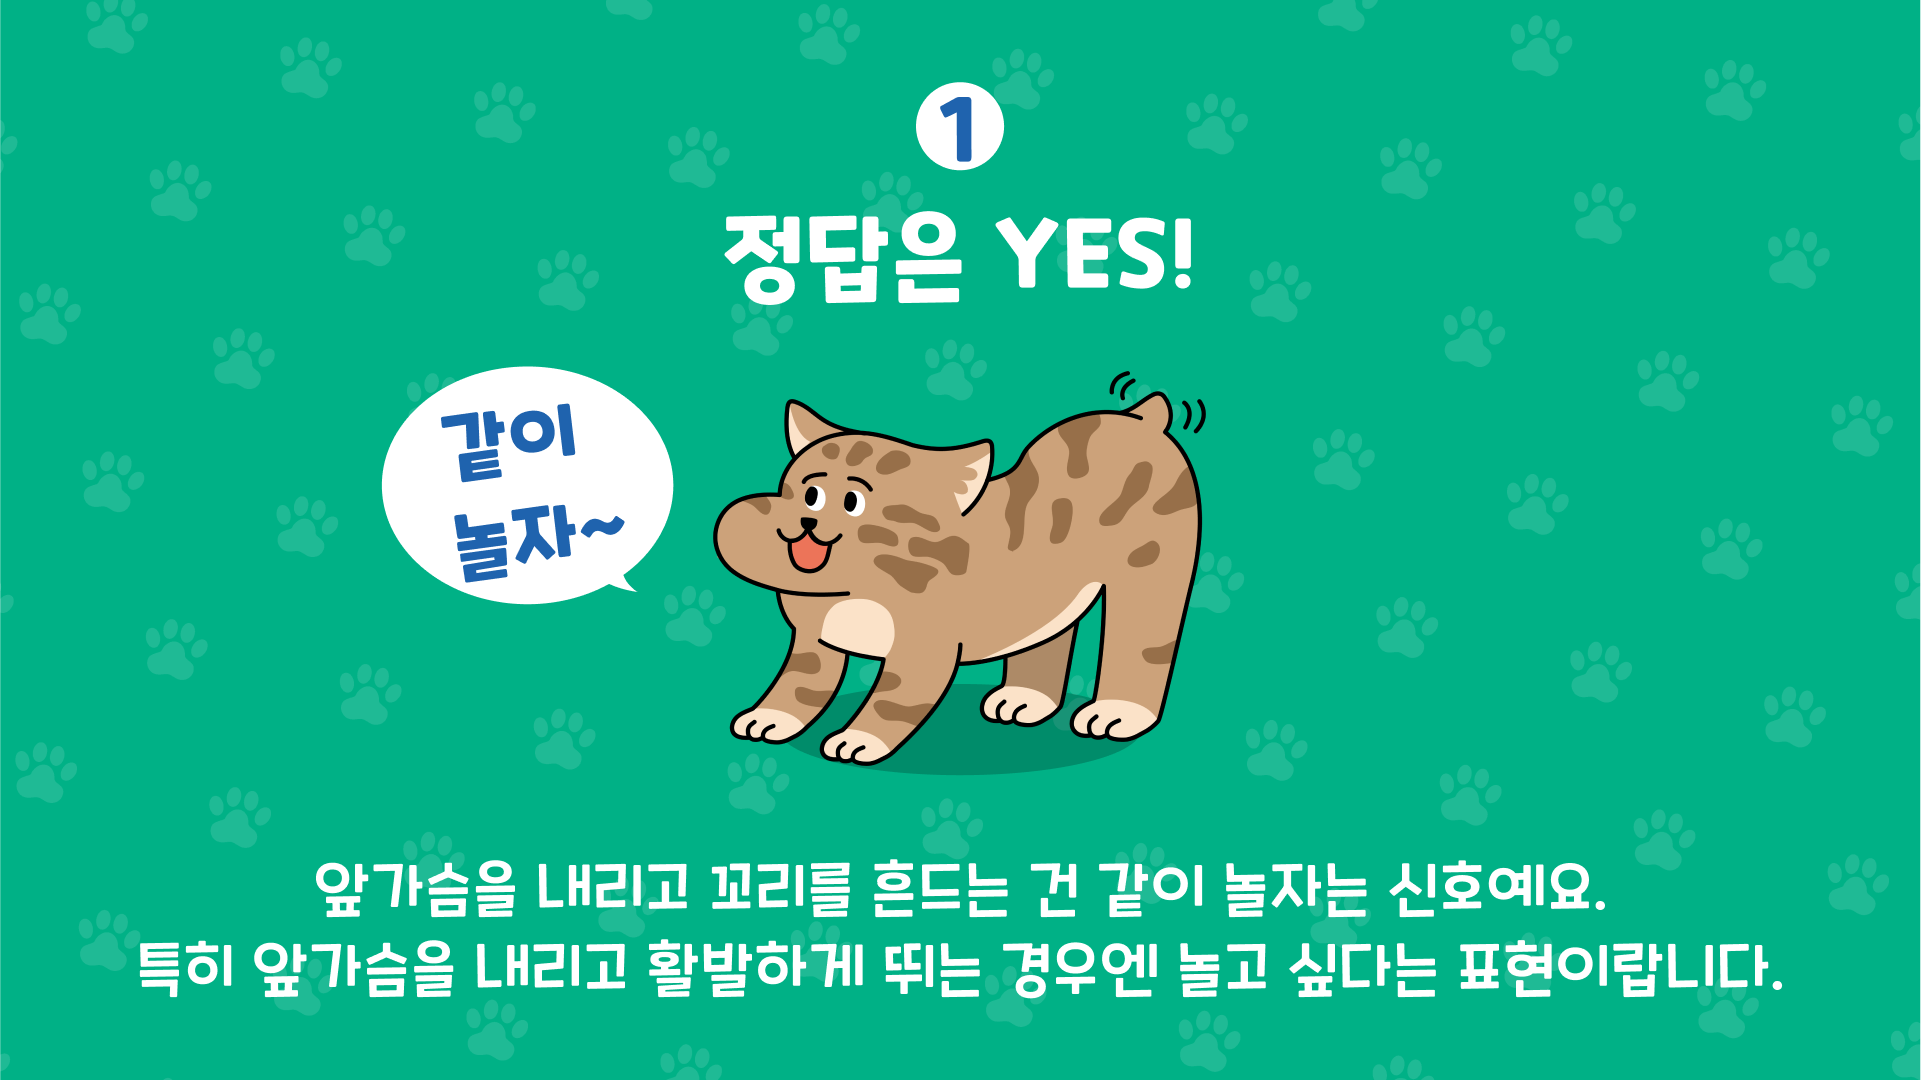 1
정답은 YES!
같이
놀자~
앞가슴을 내리고 꼬리를 흔드는 건 같이 놀자는 신호예요.
특히 앞가슴을 내리고 활발하게 뛰는 경우엔 놀고 싶다는 표현이랍니다.